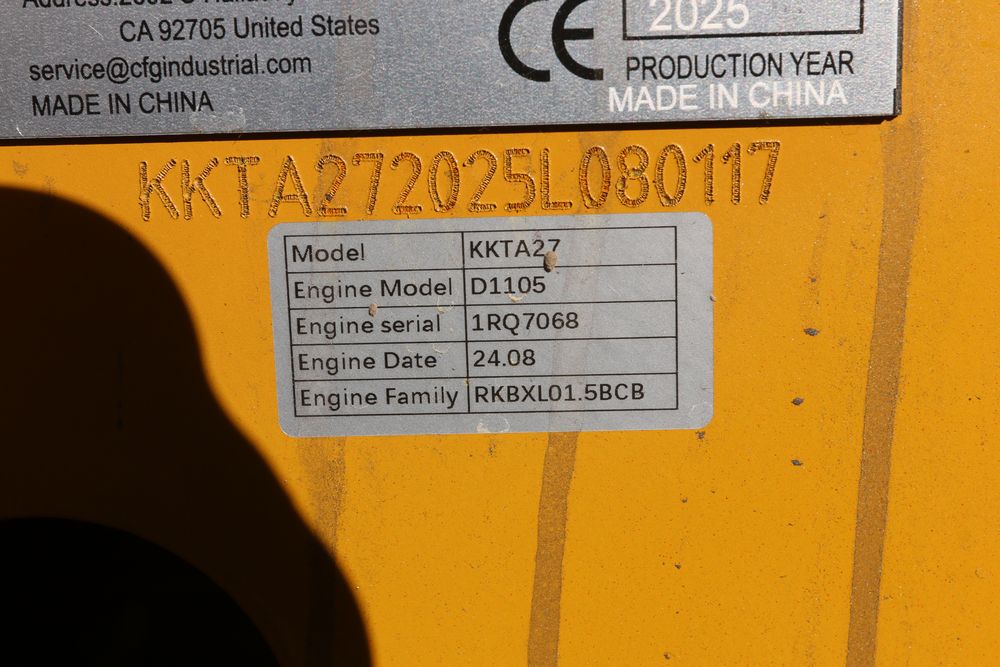 CA 92705 United States
service@cfgindustrial.com
MADE IN CHINA
CE
2025
PRODUCTION YEAR
MADE IN CHINA
KKTA272025L080117
Model KKTA27
Engine Model D1105
Engine serial 1RQ7068
Engine Date 24.08
Engine Family RKBXL01.5BCB